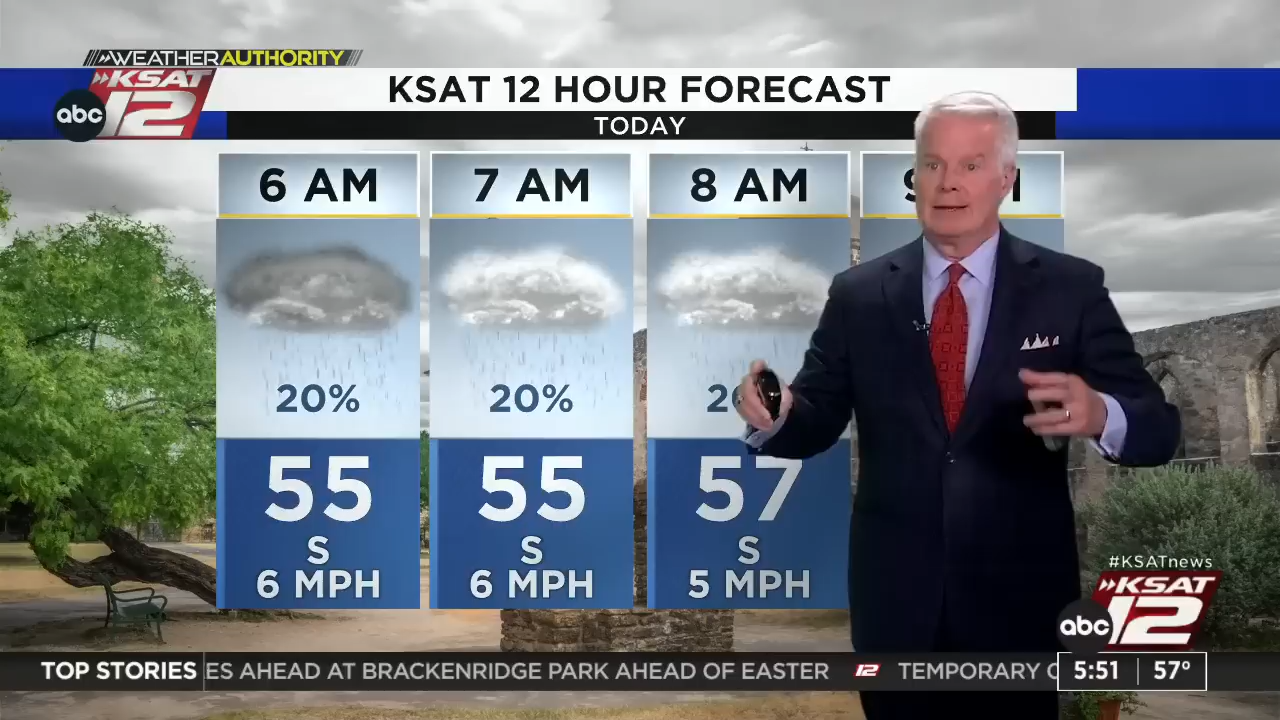 WEATHERAUTHORITY
KSAT
abc 12
KSAT 12 HOUR FORECAST
TODAY
6 AM
7 AM
8 AM
20%
20%
55
55
57
S
S
S
6 MPH
6 MPH
5 MPH
#KSATnews
KSAT
abc 12
TOP STORIES
ES AHEAD AT BRACKENRIDGE PARK AHEAD OF EASTER 12 TEMPORARY
5:51 57°